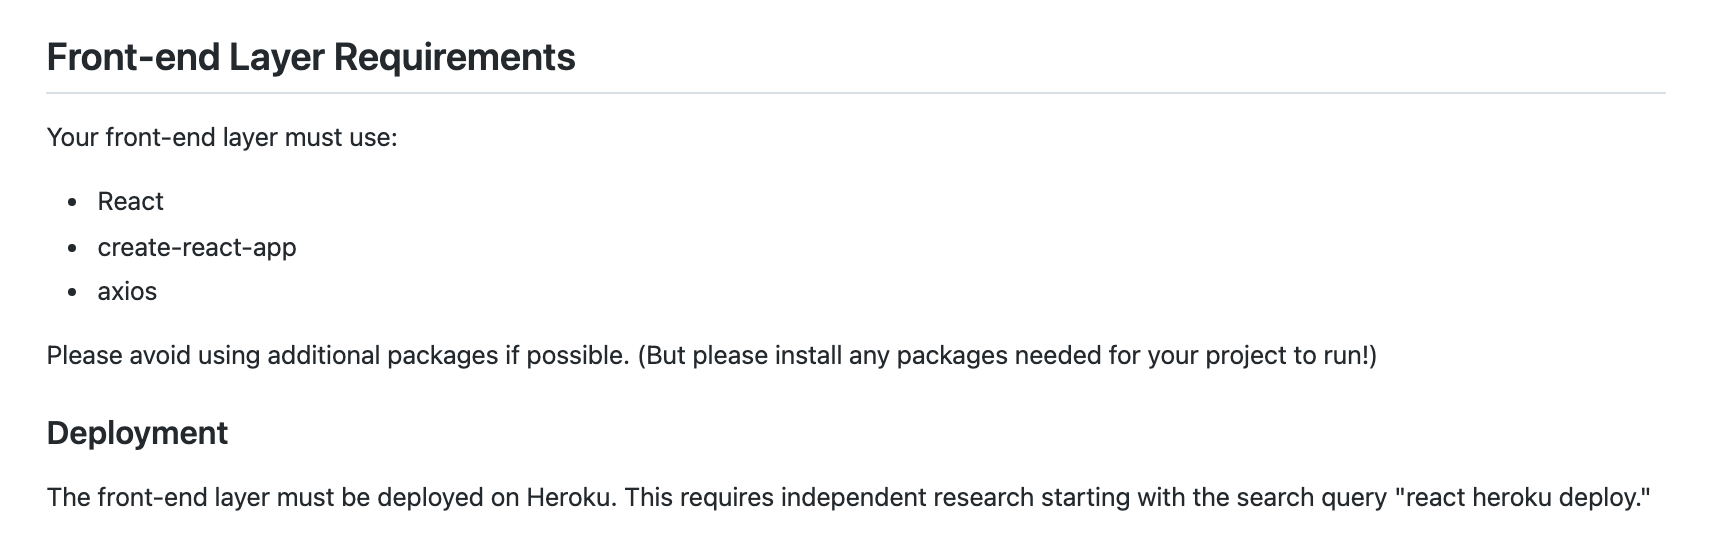 Front-end Layer Requirements
Your front-end layer must use:
• React
• create-react-app
• axios
Please avoid using additional packages if possible. (But please install any packages needed for your project to run!)
Deployment
The front-end layer must be deployed on Heroku. This requires independent research starting with the search query "react heroku deploy."